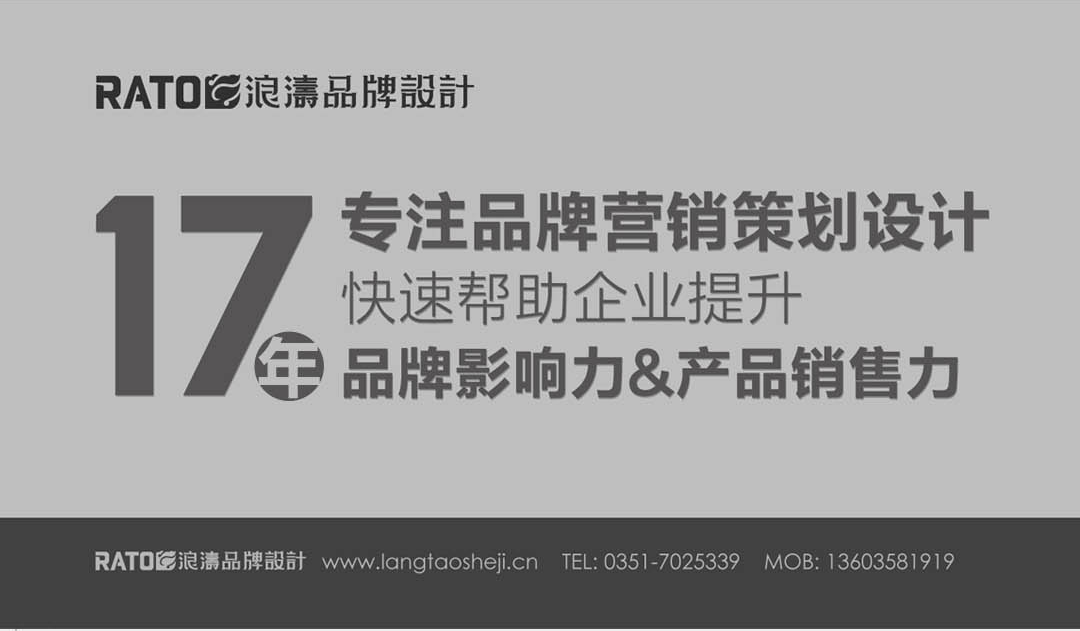 RATO浪濤品牌設計
17年
专注品牌营销策划设计
快速帮助企业提升
品牌影响力&产品销售力
RATO浪濤品牌設計 www.langtaosheji.cn TEL: 0351-7025339 MOB: 13603581919